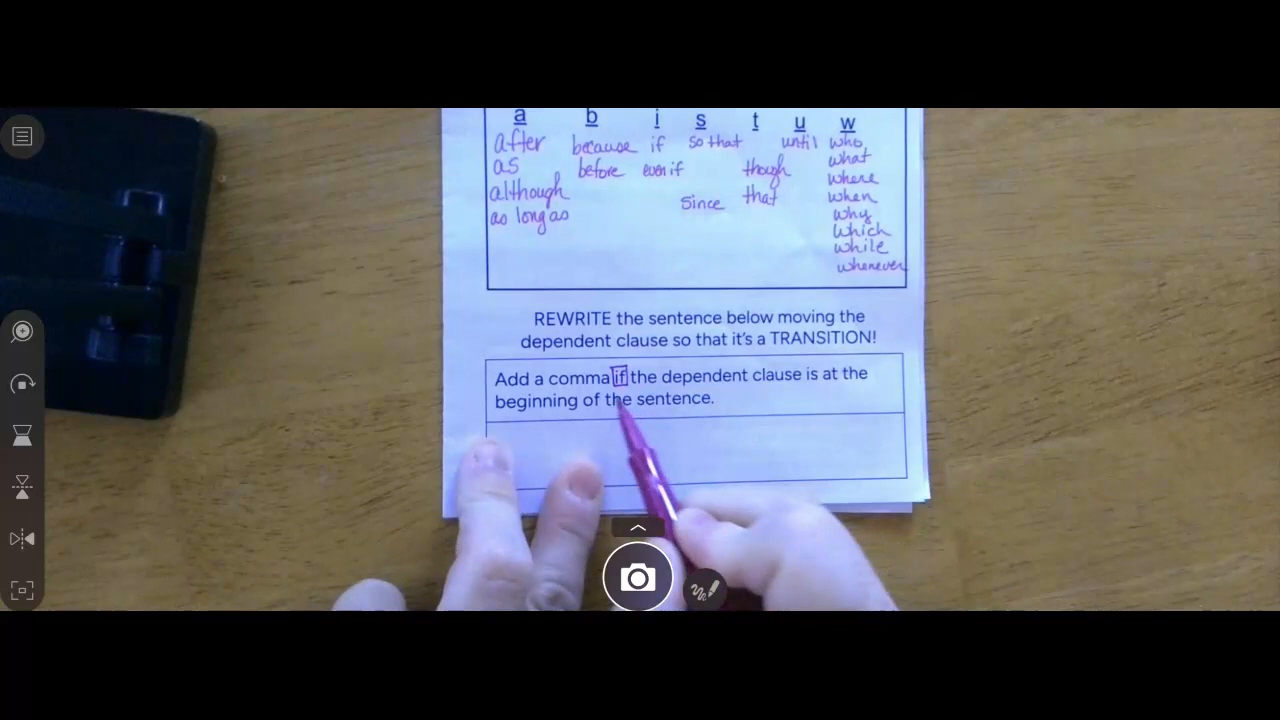 a b i s t u w
after because if so that until who
as before even if though what
although since that where
as long as when
why
which
while
whenever
REWRITE the sentence below moving the
dependent clause so that it's a TRANSITION!
Add a comma if the dependent clause is at the
beginning of the sentence.